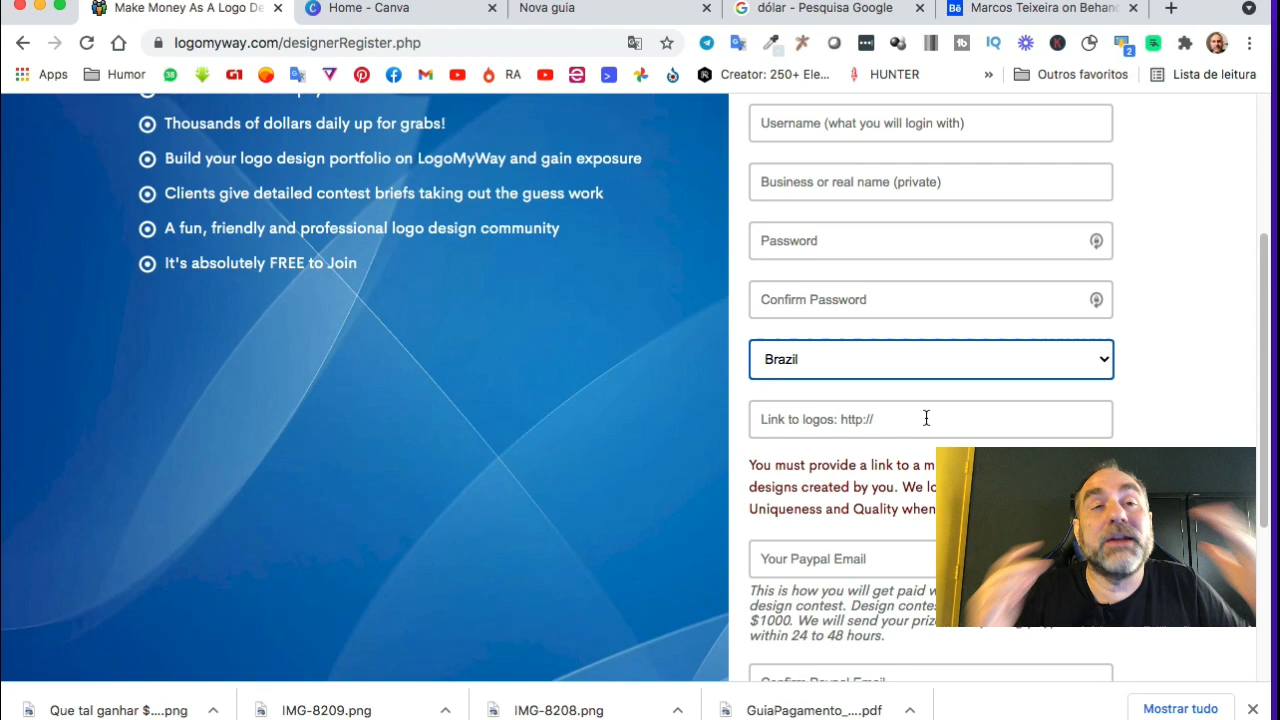 Make Money As A Logo De
Home - Canva
Nova guia
dólar - Pesquisa Google
Marcos Teixeira on Behanc
logomyway.com/designerRegister.php
Apps
Humor
G1
RA
Creator: 250+ Ele...
HUNTER
»
Outros favoritos
Lista de leitura
Thousands of dollars daily up for grabs!
Build your logo design portfolio on LogoMyWay and gain exposure
Clients give detailed contest briefs taking out the guess work
A fun, friendly and professional logo design community
It's absolutely FREE to Join
Username (what you will login with)
Business or real name (private)
Password
Confirm Password
Brazil
Link to logos: http://
You must provide a link to a m
designs created by you. We lo
Uniqueness and Quality when
Your Paypal Email
This is how you will get paid w
design contest. Design contes
$1000. We will send your prize
within 24 to 48 hours.
Confirm Paypal Email
Que tal ganhar $....png
IMG-8209.png
IMG-8208.png
GuiaPagamento_....pdf
Mostrar tudo